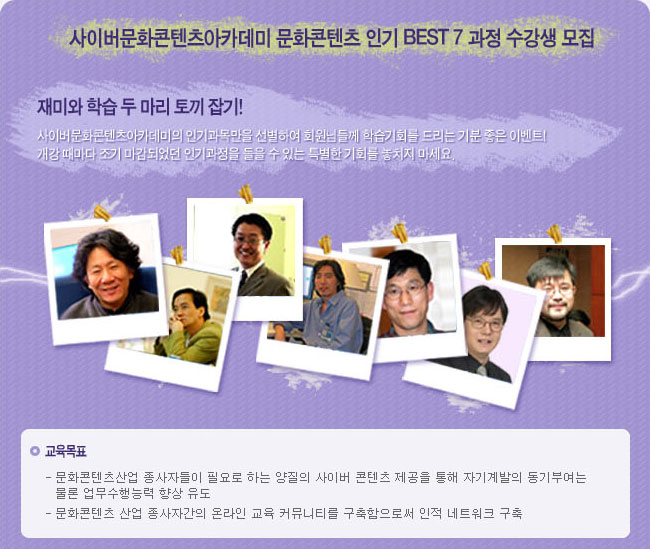 사이버문화콘텐츠아카데미 문화콘텐츠 인기 BEST 7 과정 수강생 모집
재미와 학습 두 마리 토끼 잡기!
사이버문화콘텐츠아카데미의 인기과목만을 선별하여 회원님들께 학습기회를 드리는 기분 좋은 이벤트!
개강 때마다 조기 마감되었던 인기과정을 들을 수 있는 특별한 기회를 놓치지 마세요.
교육목표
- 문화콘텐츠산업 종사자들이 필요로 하는 양질의 사이버 콘텐츠 제공을 통해 자기계발의 동기부여는
물론 업무수행능력 향상 유도
- 문화콘텐츠 산업 종사자간의 온라인 교육 커뮤니티를 구축함으로써 인적 네트워크 구축